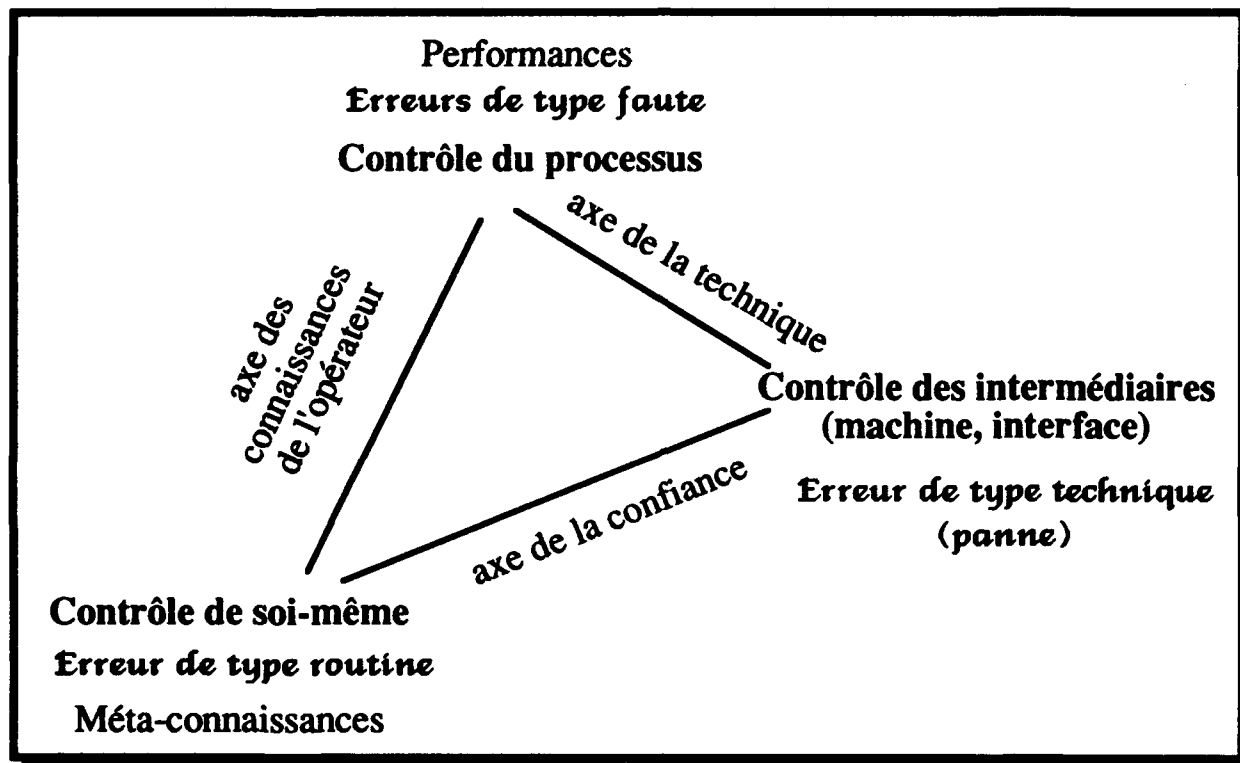 Performances
Erreurs de type faute
Contrôle du processus
axe de la technique
axe des
connaissances
de l'opérateur
Contrôle des intermédiaires
(machine, interface)
Erreur de type technique
(panne)
axe de la confiance
Contrôle de soi-même
Erreur de type routine
Méta-connaissances